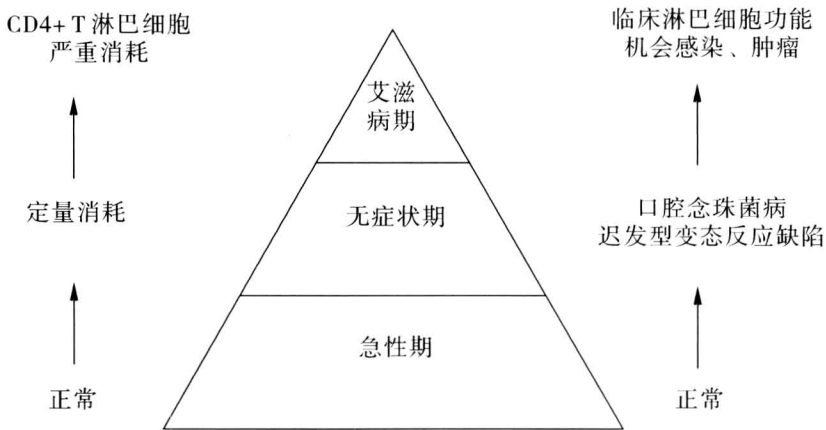 CD4+ T 淋巴细胞
严重消耗
临床淋巴细胞功能
机会感染、肿瘤
艾滋
病期
定量消耗
无症状期
口腔念珠菌病
迟发型变态反应缺陷
急性期
正常
正常